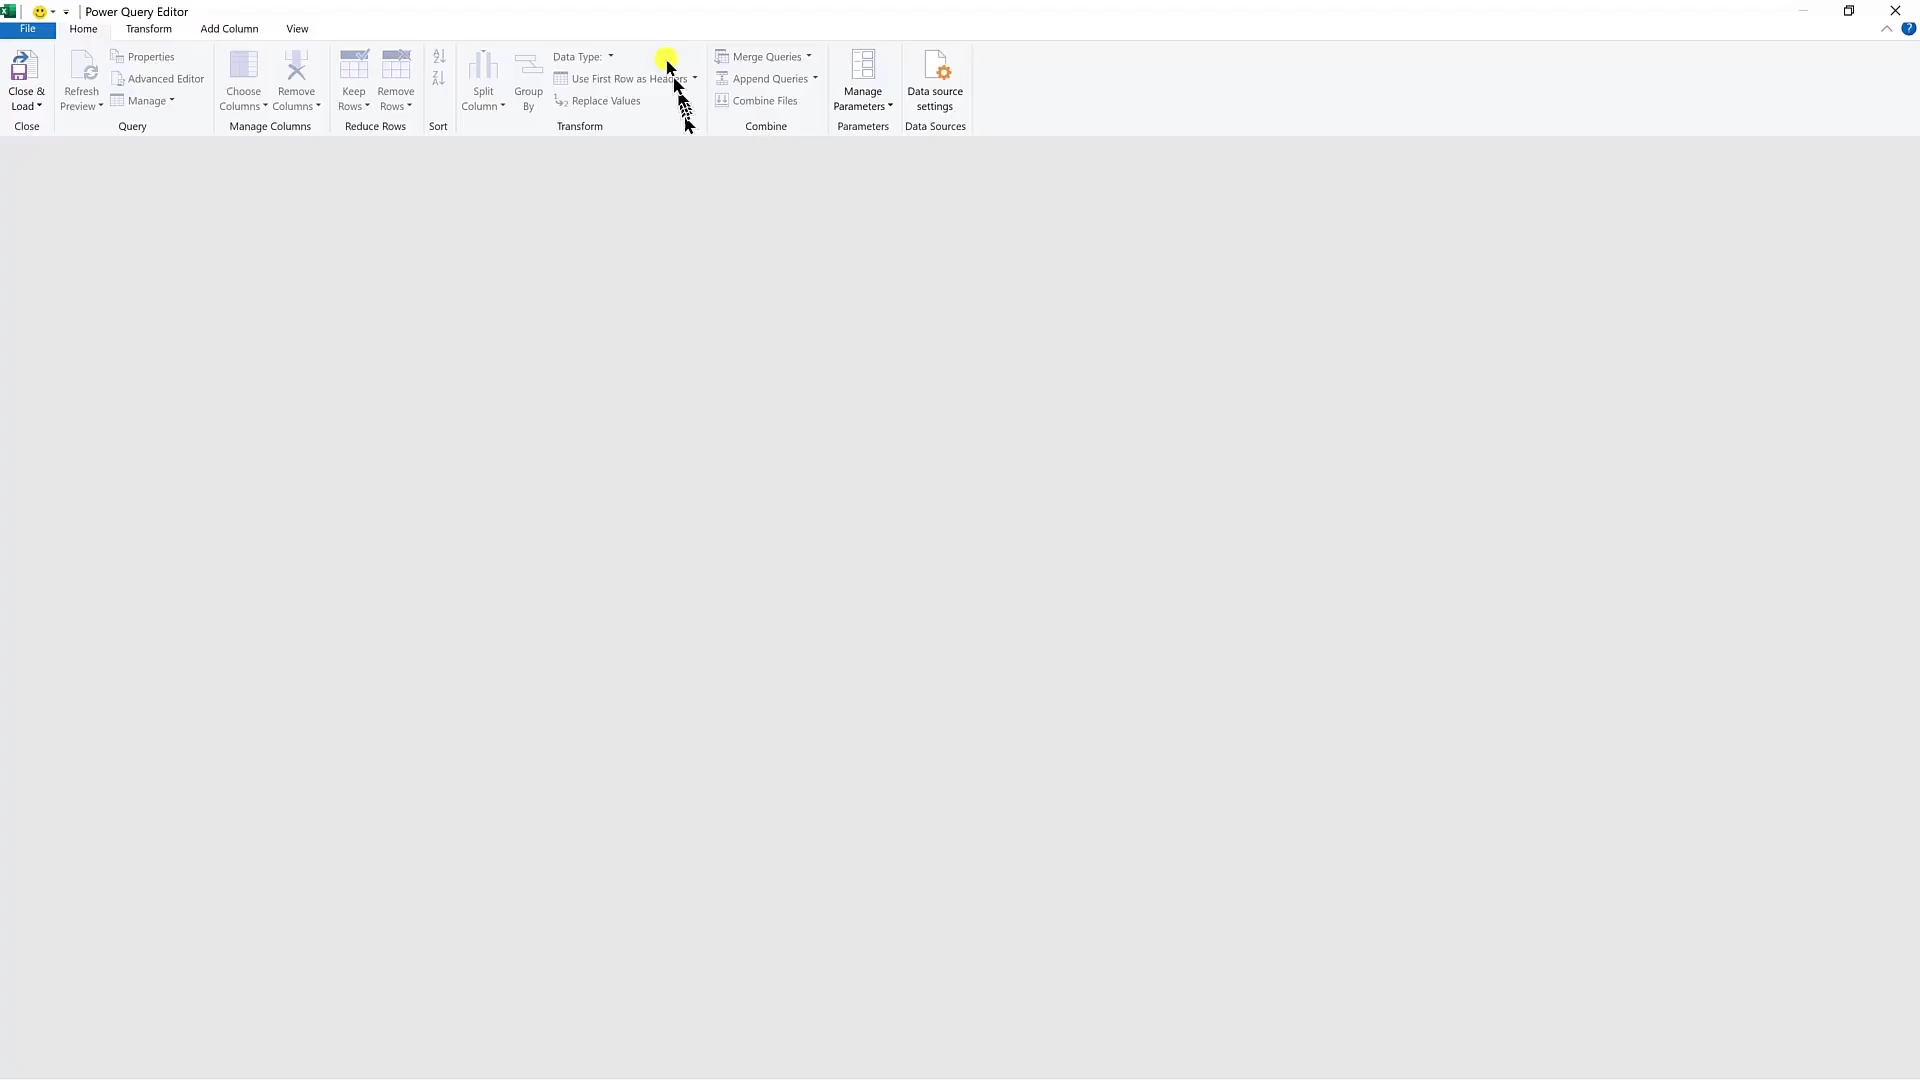 Power Query Editor
File Home Transform Add Column View
Close & Load
Close
Refresh Preview
Properties
Advanced Editor
Manage
Query
Choose Columns
Remove Columns
Manage Columns
Keep Rows
Remove Rows
Reduce Rows
Sort
Split Column
Group By
Data Type:
Use First Row as Headers
Replace Values
Transform
Merge Queries
Append Queries
Combine Files
Combine
Manage Parameters
Parameters
Data source settings
Data Sources